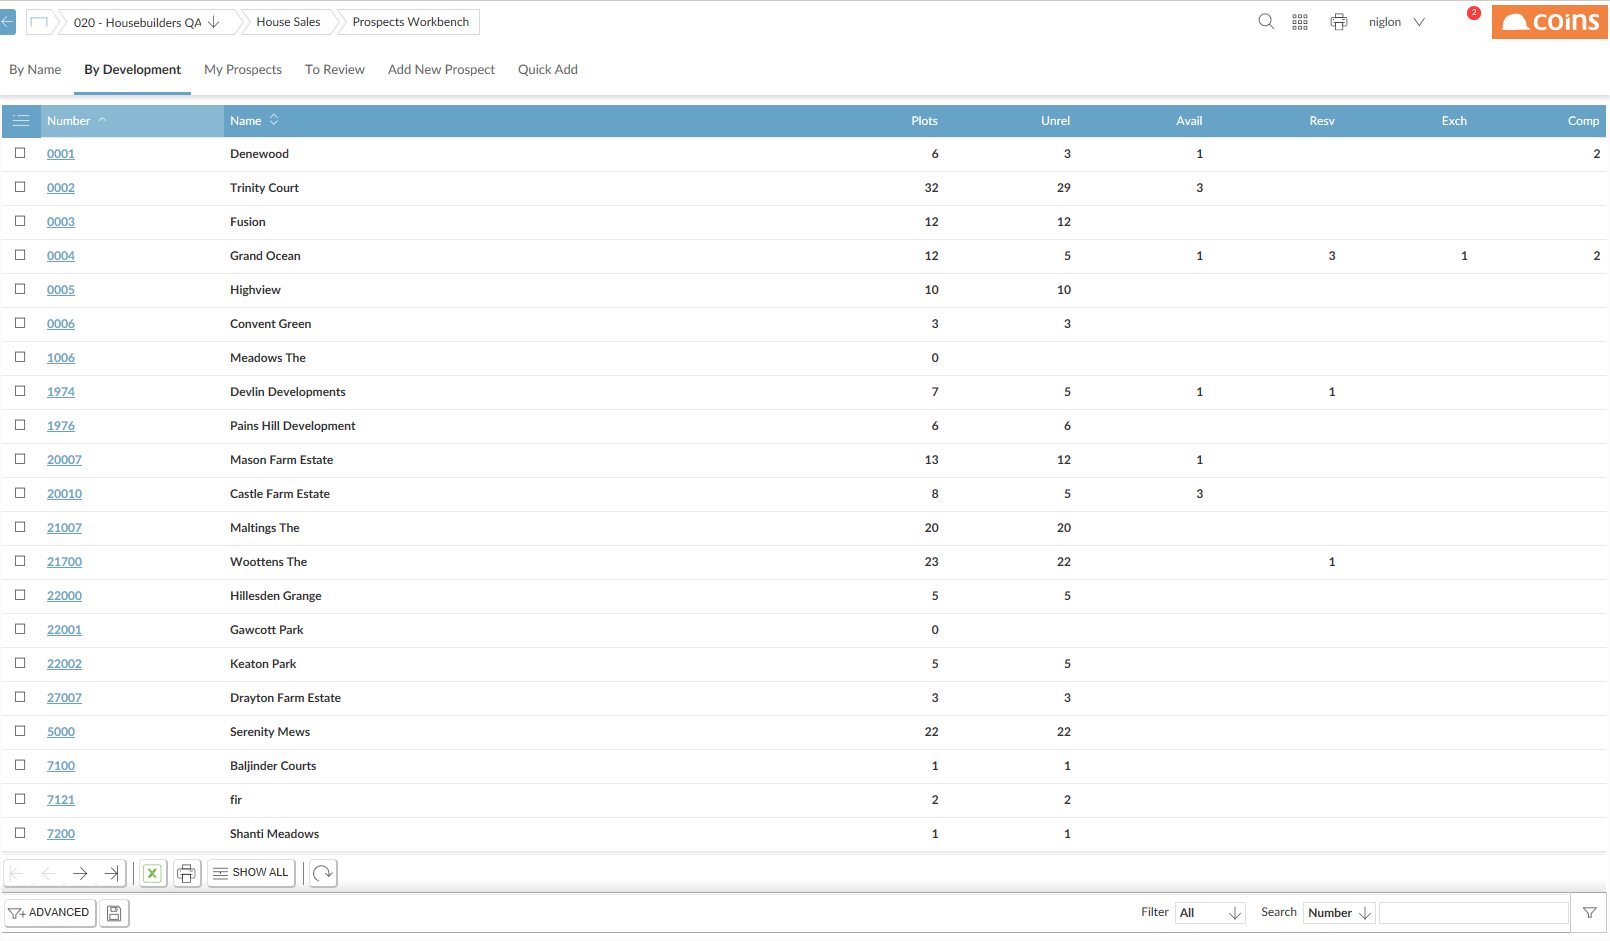 020 - Housebuilders QA House Sales Prospects Workbench niglon 2 coins
By Name By Development My Prospects To Review Add New Prospect Quick Add
Number Name Plots Unrel Avail Resv Exch Comp
0001 Denewood 6 3 1 2
0002 Trinity Court 32 29 3
0003 Fusion 12 12
0004 Grand Ocean 12 5 1 3 1 2
0005 Highview 10 10
0006 Convent Green 3 3
1006 Meadows The 0
1974 Devlin Developments 7 5 1 1
1976 Pains Hill Development 6 6
20007 Mason Farm Estate 13 12 1
20010 Castle Farm Estate 8 5 3
21007 Maltings The 20 20
21700 Woottens The 23 22 1
22000 Hillesden Grange 5 5
22001 Gawcott Park 0
22002 Keaton Park 5 5
27007 Drayton Farm Estate 3 3
5000 Serenity Mews 22 22
7100 Baljinder Courts 1 1
7121 fir 2 2
7200 Shanti Meadows 1 1
X SHOW ALL
ADVANCED Filter All Search Number